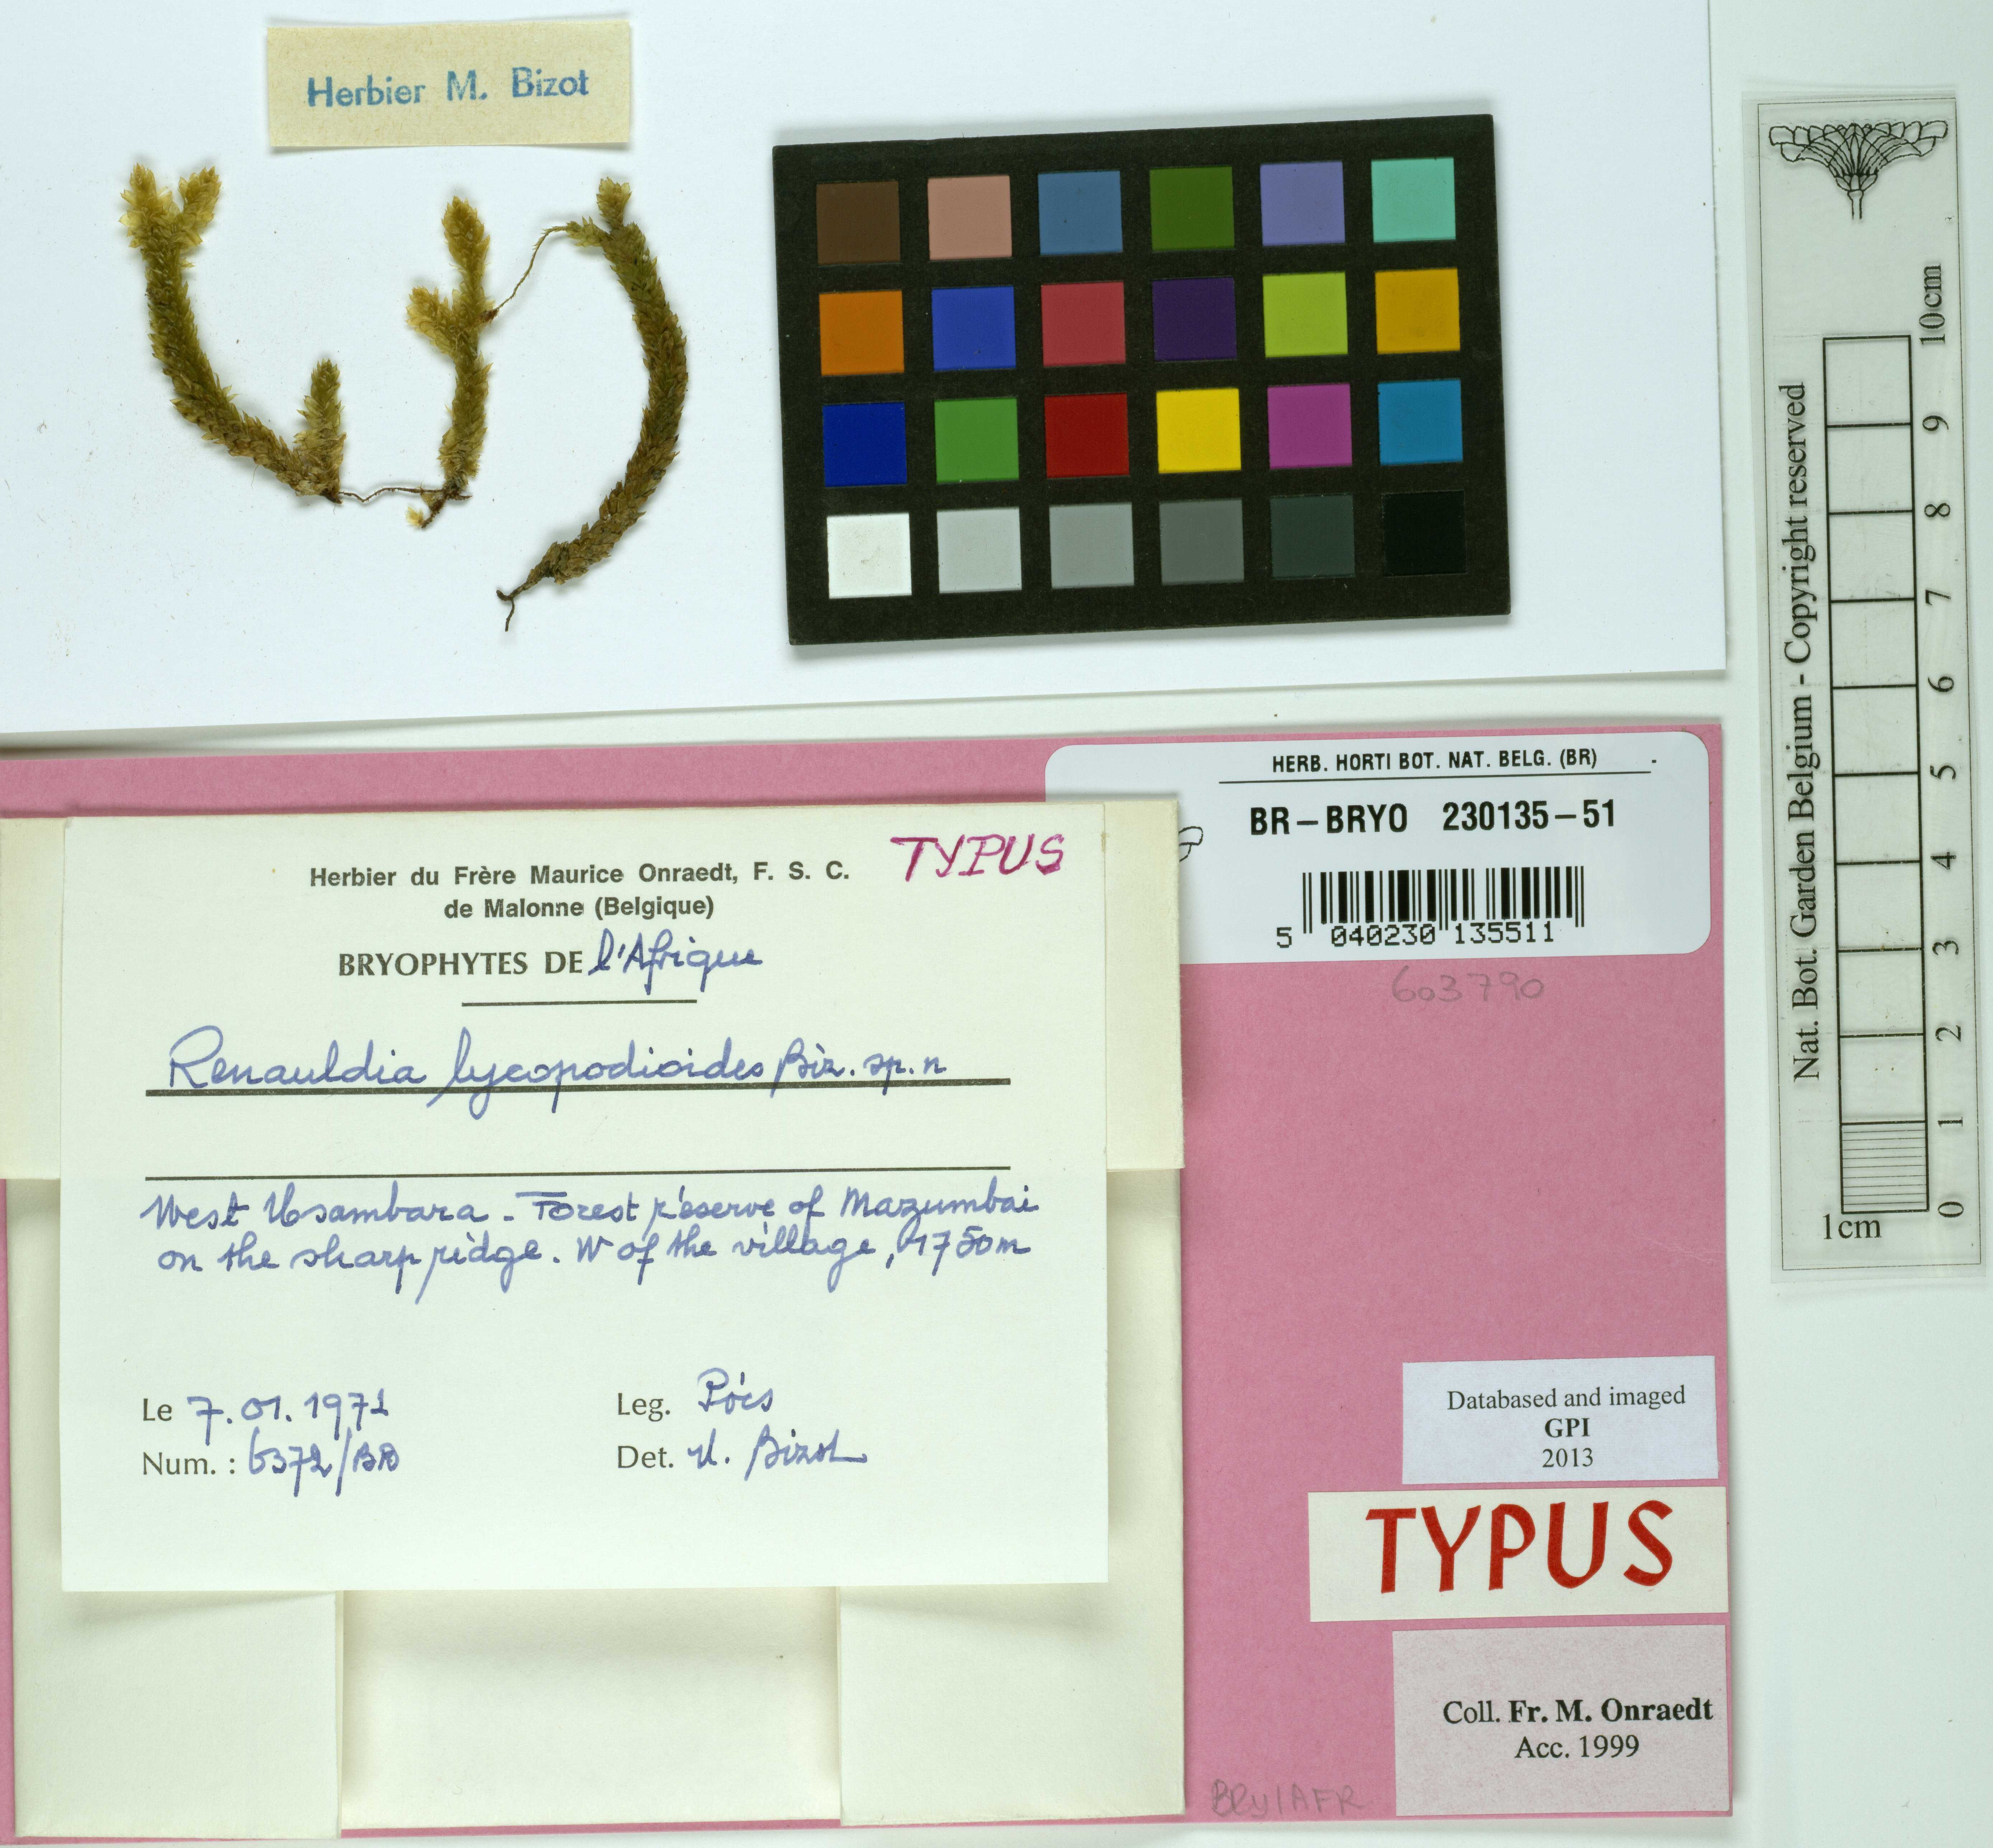 Herbier M. Bizot
Nat. Bot. Garden Belgium - Copyright reserved
10cm
9
8
7
6
5
4
3
2
1
0
1cm
HERB. HORTI BOT. NAT. BELG. (BR)
BR-BRYO 230135-51
5 040230 135511
603790
TYPUS
Herbier du Frère Maurice Onraedt, F. S. C.
de Malonne (Belgique)
BRYOPHYTES DE l'Afrique
Renauldia lycopodioides Biz. sp. n
West Usambara - Forest réserve of Mazumbai
on the sharp ridge. W of the village, 1750m
Le 7.01.1971
Leg. Pócs
Num. : 6372/BB
Det. M. Bizot
Databased and imaged
GPI
2013
TYPUS
Coll. Fr. M. Onraedt
Acc. 1999
BRY/AFR